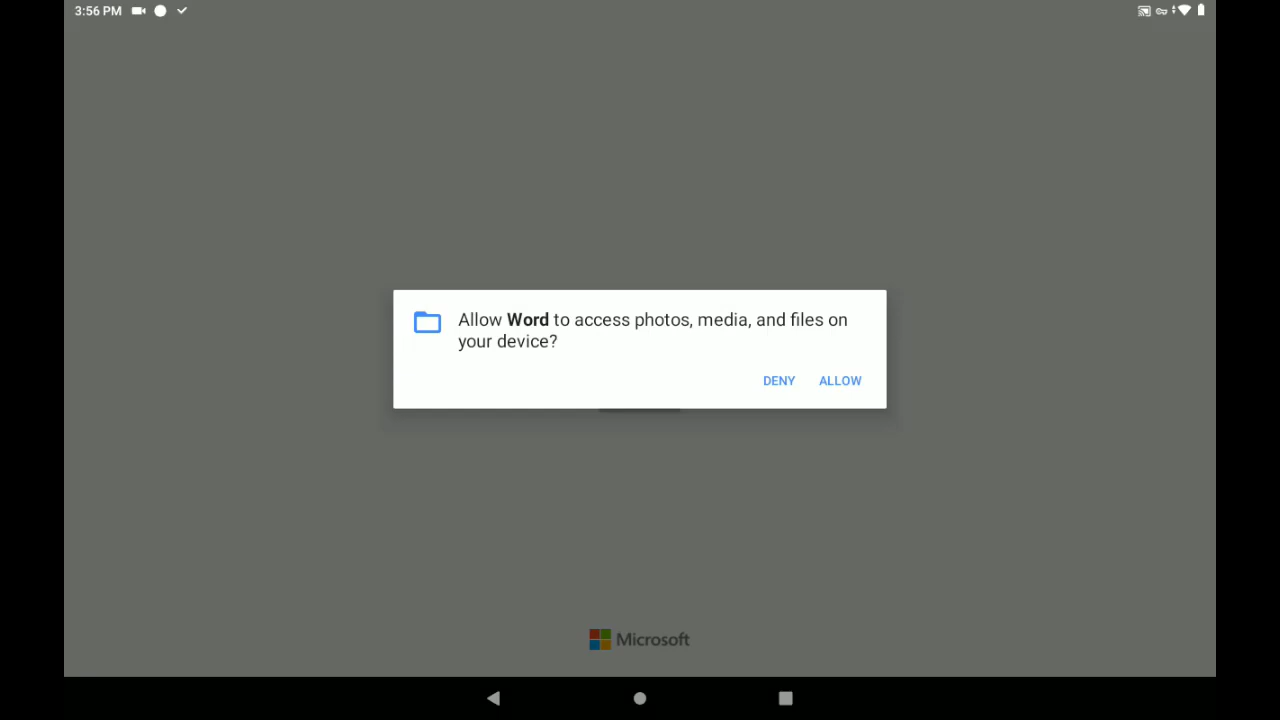 3:56 PM
Allow Word to access photos, media, and files on
your device?
DENY ALLOW
Microsoft